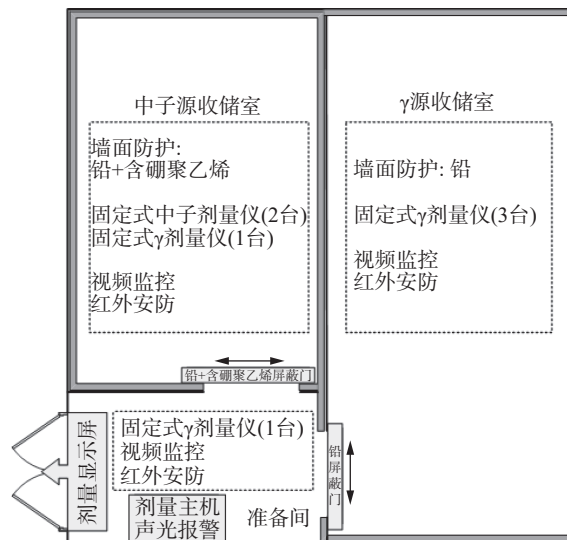 中子源收储室
墙面防护:
铅+含硼聚乙烯
固定式中子剂量仪(2台)
固定式γ剂量仪(1台)
视频监控
红外安防
γ源收储室
墙面防护: 铅
固定式γ剂量仪(3台)
视频监控
红外安防
铅+含硼聚乙烯屏蔽门
剂量显示屏
固定式γ剂量仪(1台)
视频监控
红外安防
剂量主机
声光报警
准备间
铅屏蔽门